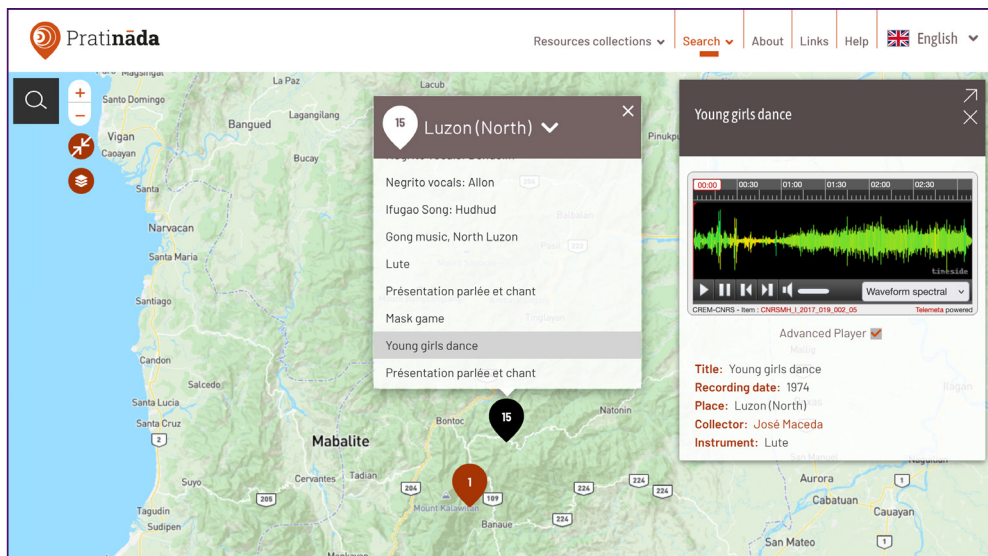 Pratināda
Resources collections
Search
About
Links
Help
English
Magsingal
La Paz
Lacub
Santo Domingo
Lagangilang
Vigan
Bangued
Caoayan
Bucay
Santa
Narvacan
Santa Maria
Santiago
Candon
Salcedo
Santa Lucia
Santa Cruz
2
Mabalite
Bontoc
Natonin
Cervantes
Tadian
Suyo
204
205
109
224
224
224
224
Mount Kalawitan
Banaue
Tagudin
Sudipen
Aurora
1
Cabatuan
Cauayan
San Mateo
1
15
1
15 Luzon (North)
Negrito vocals: Allon
Ifugao Song: Hudhud
Gong music, North Luzon
Lute
Présentation parlée et chant
Mask game
Young girls dance
Présentation parlée et chant
Young girls dance
00:00 00:30 01:00 01:30 02:00 02:30
timeside
Waveform spectral
CREM-CNRS - Item : CNRSMH_I_2017_019_002_05 Telemeta powered
Advanced Player
Title: Young girls dance
Recording date: 1974
Place: Luzon (North)
Collector: José Maceda
Instrument: Lute